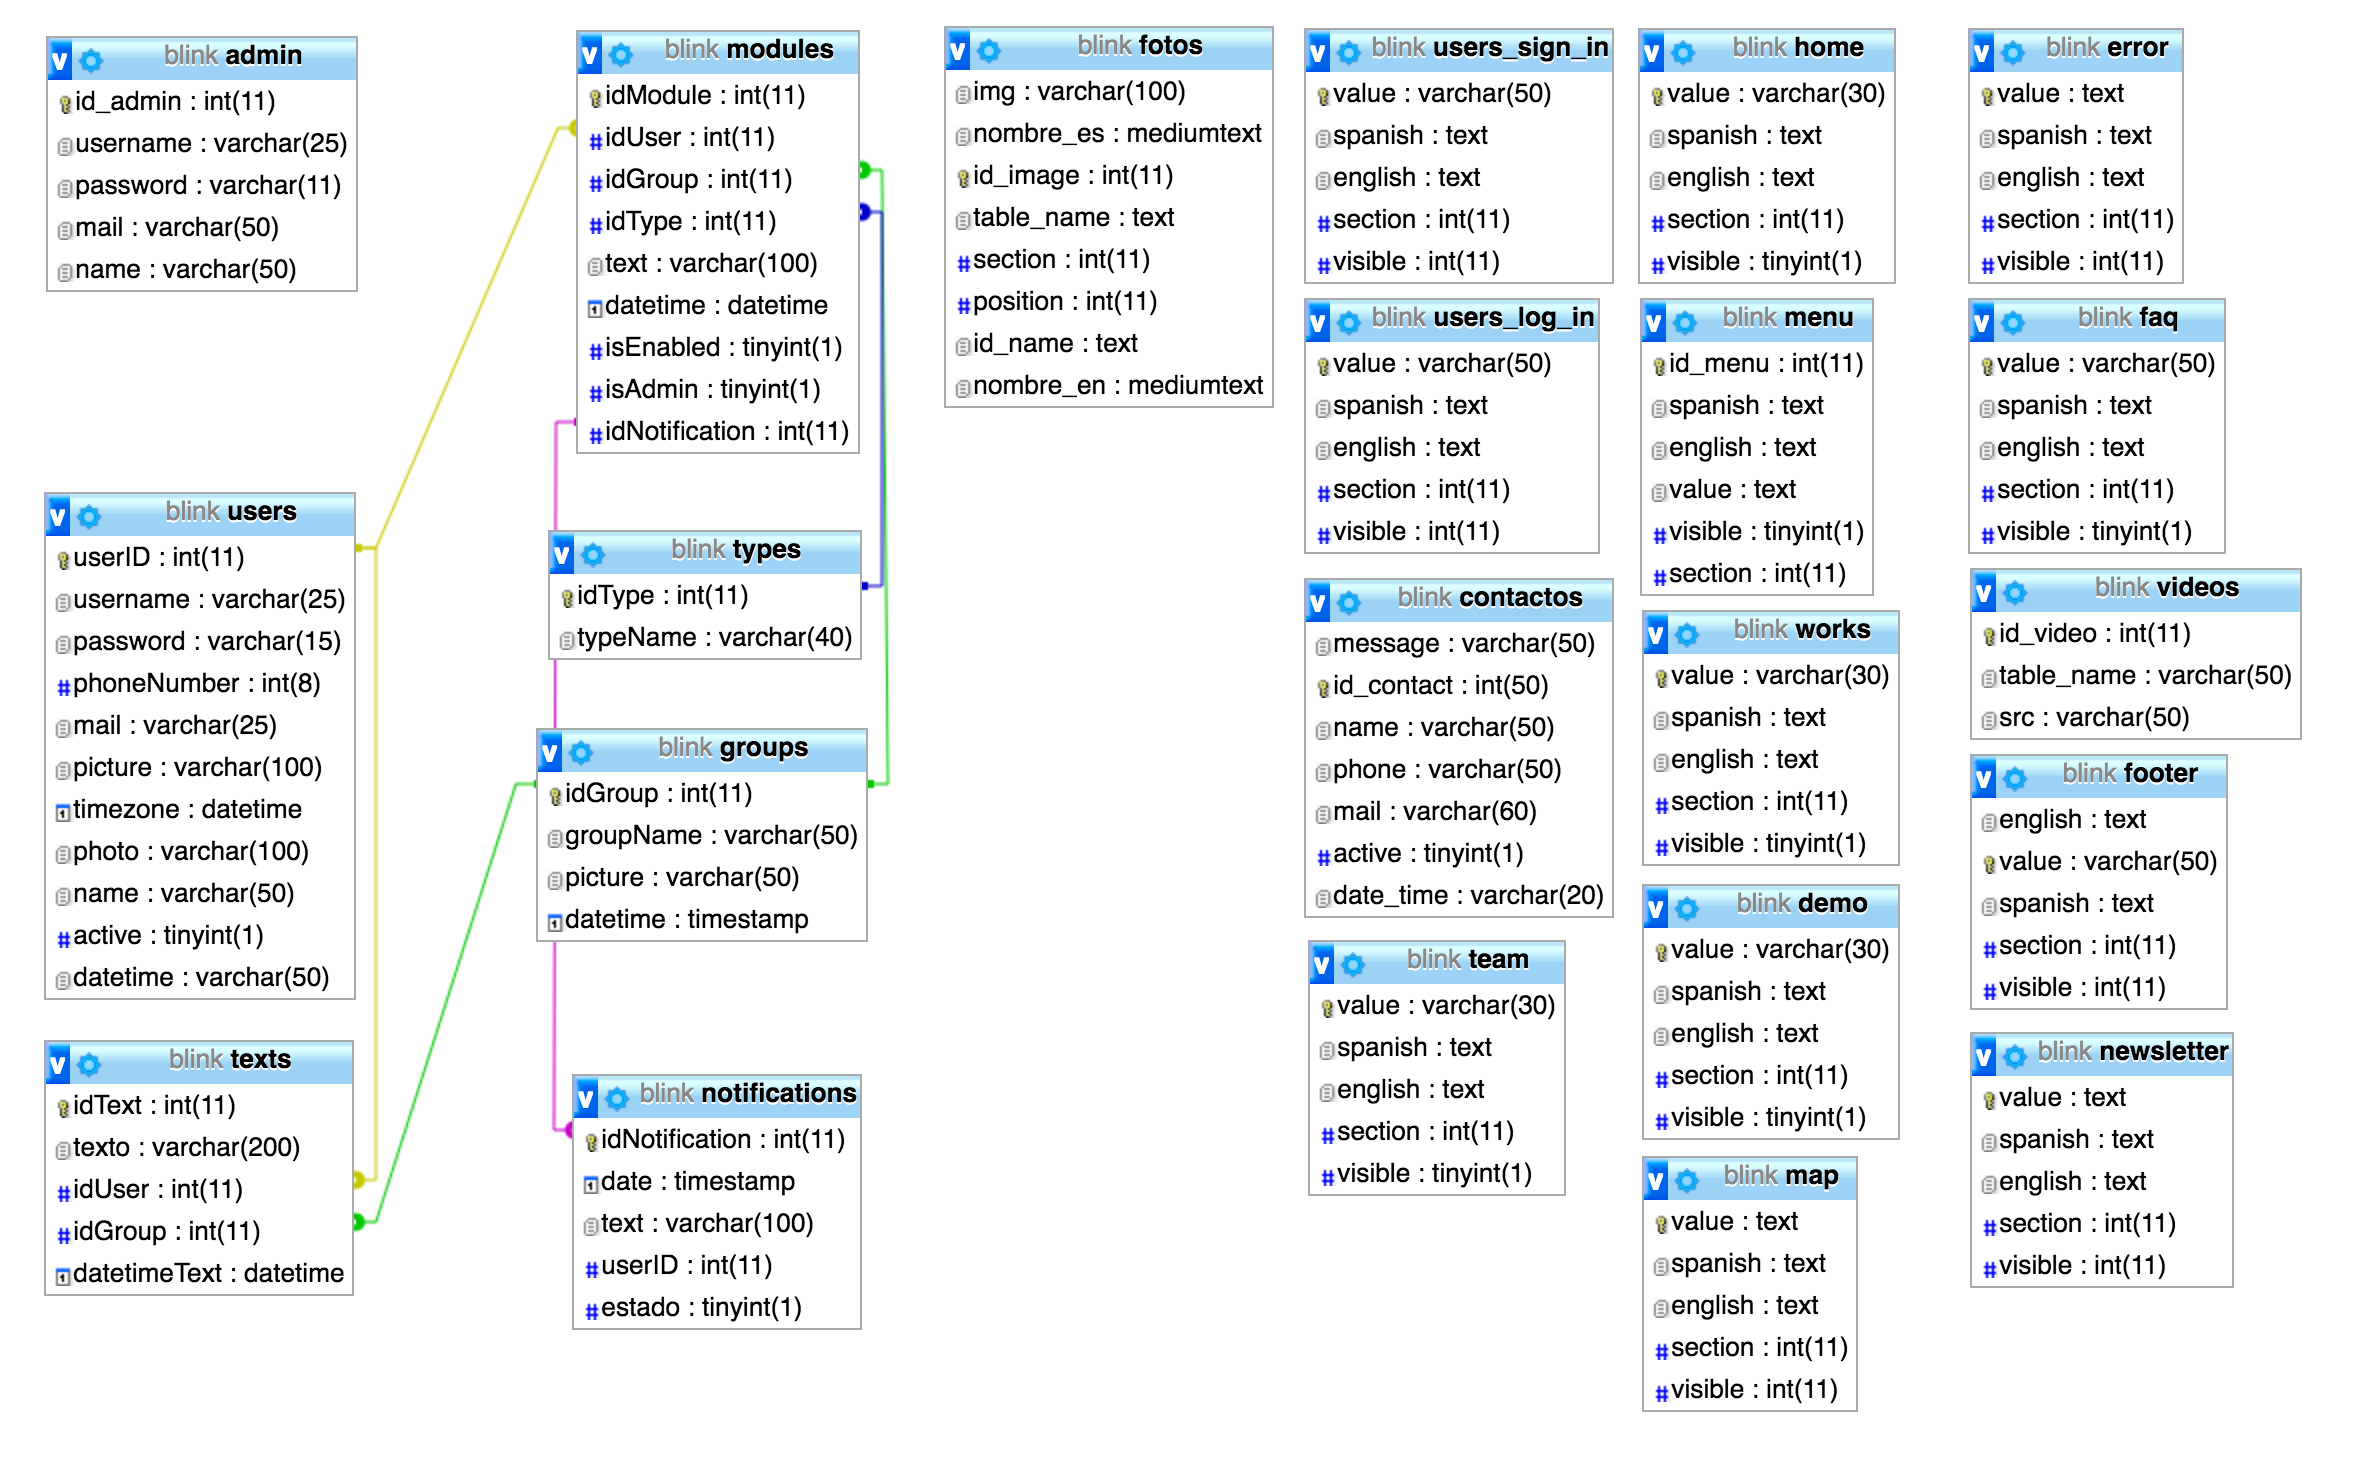 blink admin
id_admin : int(11)
username : varchar(25)
password : varchar(11)
mail : varchar(50)
name : varchar(50)
blink users
userID : int(11)
username : varchar(25)
password : varchar(15)
phoneNumber : int(8)
mail : varchar(25)
picture : varchar(100)
timezone : datetime
photo : varchar(100)
name : varchar(50)
active : tinyint(1)
datetime : varchar(50)
blink texts
idText : int(11)
texto : varchar(200)
idUser : int(11)
idGroup : int(11)
datetimeText : datetime
blink modules
idModule : int(11)
idUser : int(11)
idGroup : int(11)
idType : int(11)
text : varchar(100)
datetime : datetime
isEnabled : tinyint(1)
isAdmin : tinyint(1)
idNotification : int(11)
blink types
idType : int(11)
typeName : varchar(40)
blink groups
idGroup : int(11)
groupName : varchar(50)
picture : varchar(50)
datetime : timestamp
blink notifications
idNotification : int(11)
date : timestamp
text : varchar(100)
userID : int(11)
estado : tinyint(1)
blink fotos
img : varchar(100)
nombre_es : mediumtext
id_image : int(11)
table_name : text
section : int(11)
position : int(11)
id_name : text
nombre_en : mediumtext
blink users_sign_in
value : varchar(50)
spanish : text
english : text
section : int(11)
visible : int(11)
blink users_log_in
value : varchar(50)
spanish : text
english : text
section : int(11)
visible : int(11)
blink contactos
message : varchar(50)
id_contact : int(50)
name : varchar(50)
phone : varchar(50)
mail : varchar(60)
active : tinyint(1)
date_time : varchar(20)
blink team
value : varchar(30)
spanish : text
english : text
section : int(11)
visible : tinyint(1)
blink home
value : varchar(30)
spanish : text
english : text
section : int(11)
visible : tinyint(1)
blink menu
id_menu : int(11)
spanish : text
english : text
value : text
visible : tinyint(1)
section : int(11)
blink works
value : varchar(30)
spanish : text
english : text
section : int(11)
visible : tinyint(1)
blink demo
value : varchar(30)
spanish : text
english : text
section : int(11)
visible : tinyint(1)
blink map
value : text
spanish : text
english : text
section : int(11)
visible : int(11)
blink error
value : text
spanish : text
english : text
section : int(11)
visible : int(11)
blink faq
value : varchar(50)
spanish : text
english : text
section : int(11)
visible : tinyint(1)
blink videos
id_video : int(11)
table_name : varchar(50)
src : varchar(50)
blink footer
english : text
value : varchar(50)
spanish : text
section : int(11)
visible : int(11)
blink newsletter
value : text
spanish : text
english : text
section : int(11)
visible : int(11)